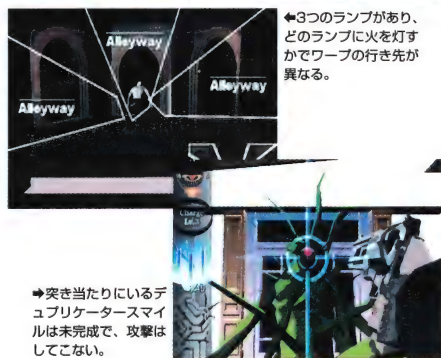 Alleyway
Alleyway
Alleyway
⬅3つのランプがあり、
どのランプに火を灯す
かでワープの行き先が
異なる。
Charge
➡突き当たりにいるデ
ュプリケータースマイ
ルは未完成で、攻撃は
してこない。